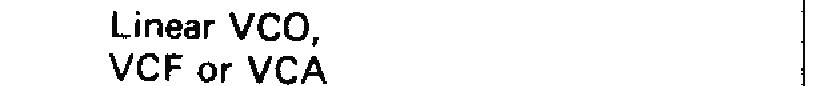 Linear VCO,
VCF or VCA